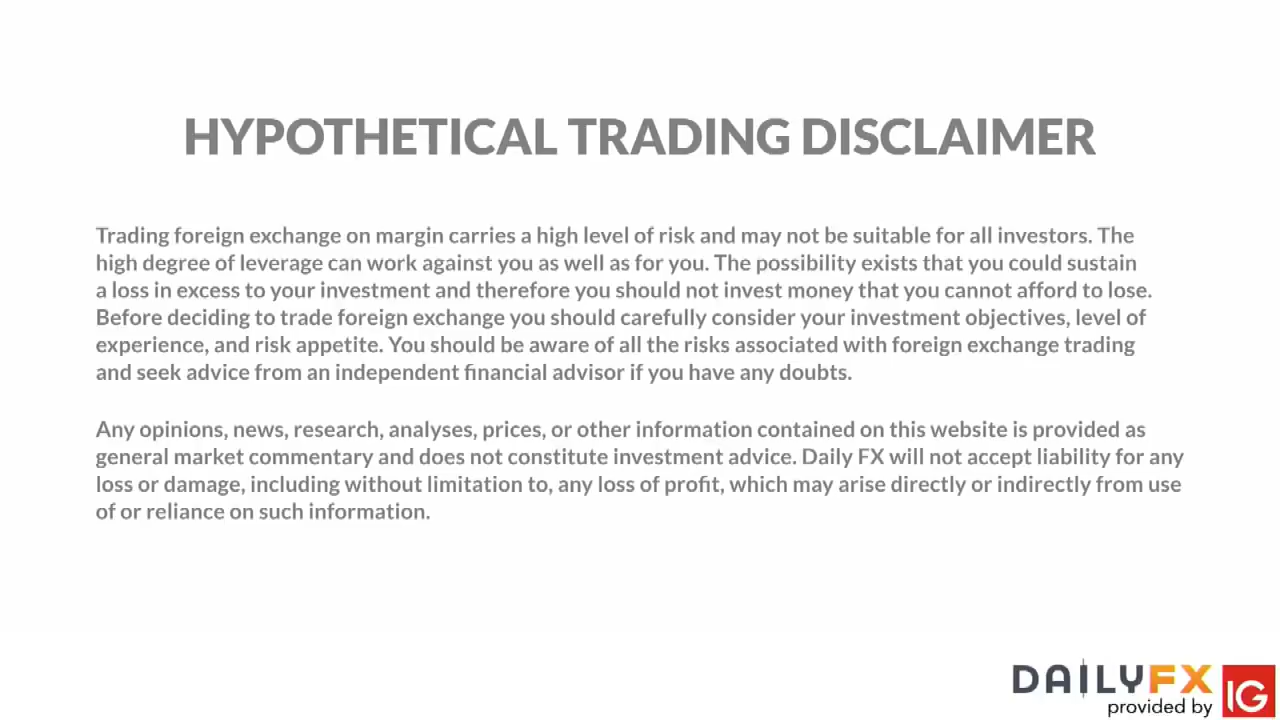 HYPOTHETICAL TRADING DISCLAIMER
Trading foreign exchange on margin carries a high level of risk and may not be suitable for all investors. The
high degree of leverage can work against you as well as for you. The possibility exists that you could sustain
a loss in excess to your investment and therefore you should not invest money that you cannot afford to lose.
Before deciding to trade foreign exchange you should carefully consider your investment objectives, level of
experience, and risk appetite. You should be aware of all the risks associated with foreign exchange trading
and seek advice from an independent financial advisor if you have any doubts.
Any opinions, news, research, analyses, prices, or other information contained on this website is provided as
general market commentary and does not constitute investment advice. Daily FX will not accept liability for any
loss or damage, including without limitation to, any loss of profit, which may arise directly or indirectly from use
of or reliance on such information.
DAILYFX
provided by IG